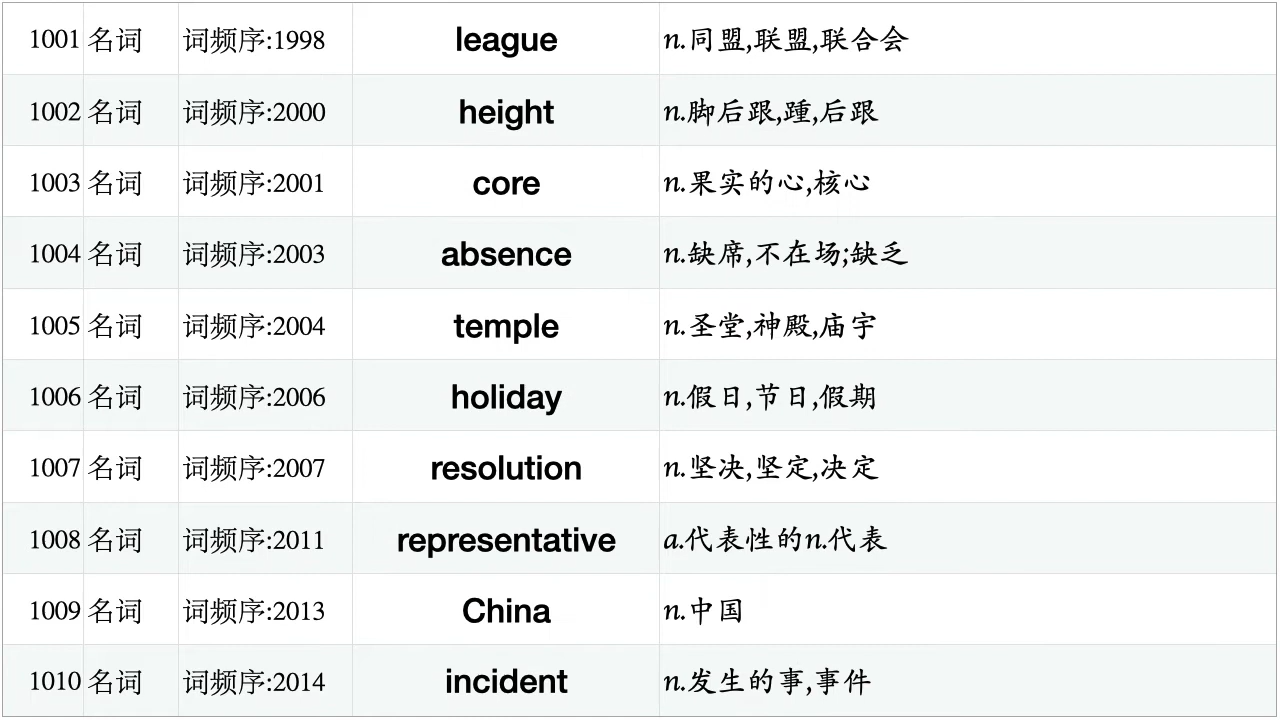 1001 名词 词频序:1998 league n.同盟,联盟,联合会
1002 名词 词频序:2000 height n.脚后跟,踵,后跟
1003 名词 词频序:2001 core n.果实的心,核心
1004 名词 词频序:2003 absence n.缺席,不在场;缺乏
1005 名词 词频序:2004 temple n.圣堂,神殿,庙宇
1006 名词 词频序:2006 holiday n.假日,节日,假期
1007 名词 词频序:2007 resolution n.坚决,坚定,决定
1008 名词 词频序:2011 representative a.代表性的n.代表
1009 名词 词频序:2013 China n.中国
1010 名词 词频序:2014 incident n.发生的事,事件